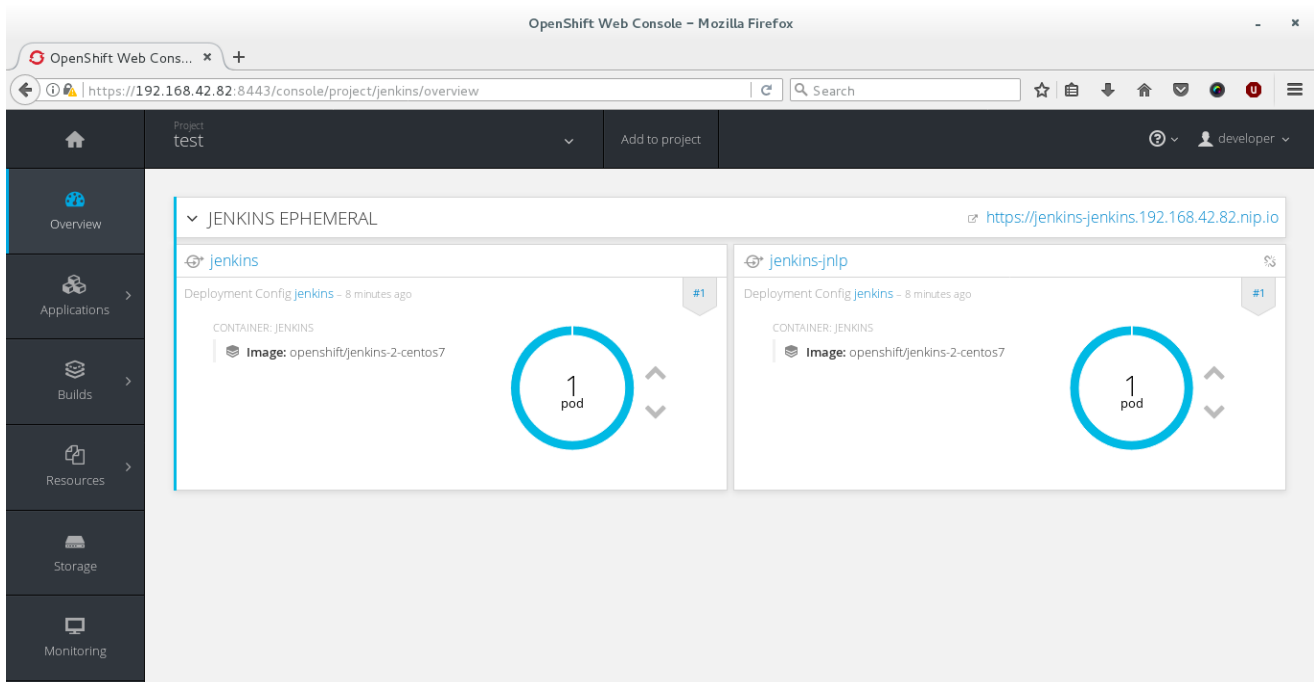 OpenShift Web Console – Mozilla Firefox
OpenShift Web Cons...
https://192.168.42.82:8443/console/project/jenkins/overview
Search
Project
test
Add to project
developer
Overview
Applications
Builds
Resources
Storage
Monitoring
JENKINS EPHEMERAL
https://jenkins-jenkins.192.168.42.82.nip.io
jenkins
Deployment Config jenkins – 8 minutes ago
#1
CONTAINER: JENKINS
Image: openshift/jenkins-2-centos7
1
pod
jenkins-jnlp
Deployment Config jenkins – 8 minutes ago
#1
CONTAINER: JENKINS
Image: openshift/jenkins-2-centos7
1
pod